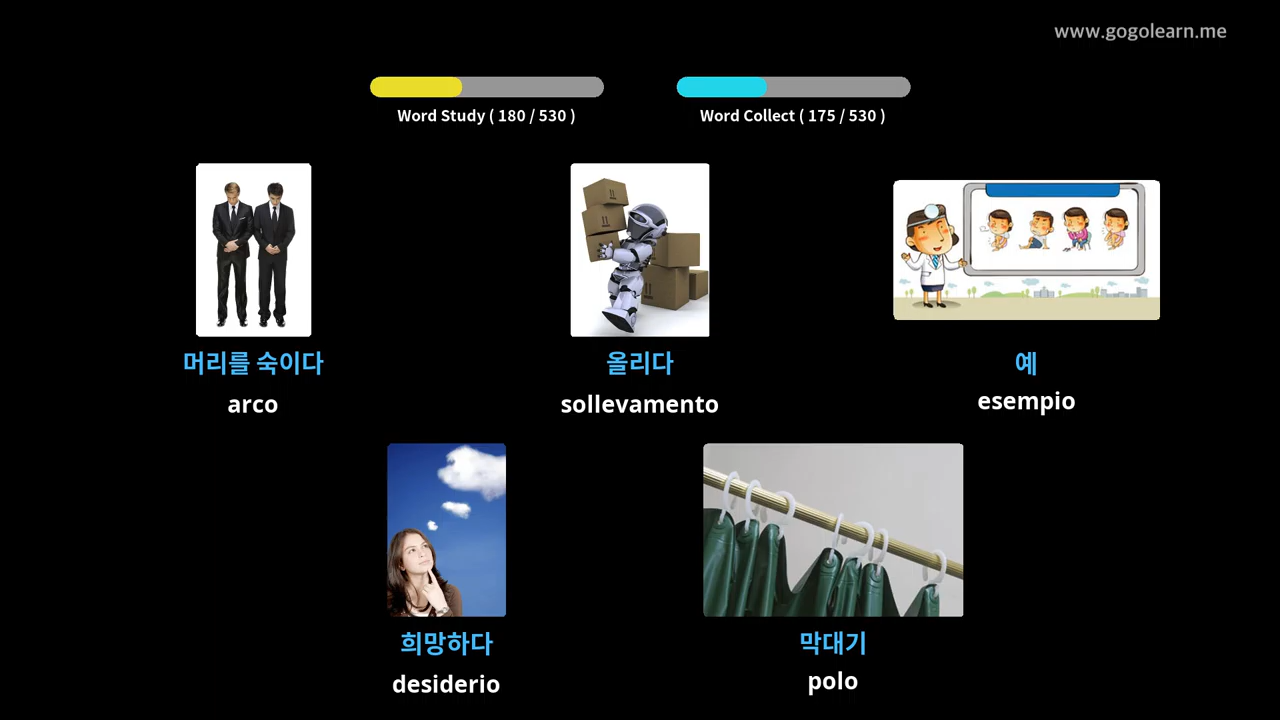 www.gogolearn.me
Word Study ( 180 / 530 )
Word Collect ( 175 / 530 )
머리를 숙이다
arco
올리다
sollevamento
예
esempio
희망하다
desiderio
막대기
polo